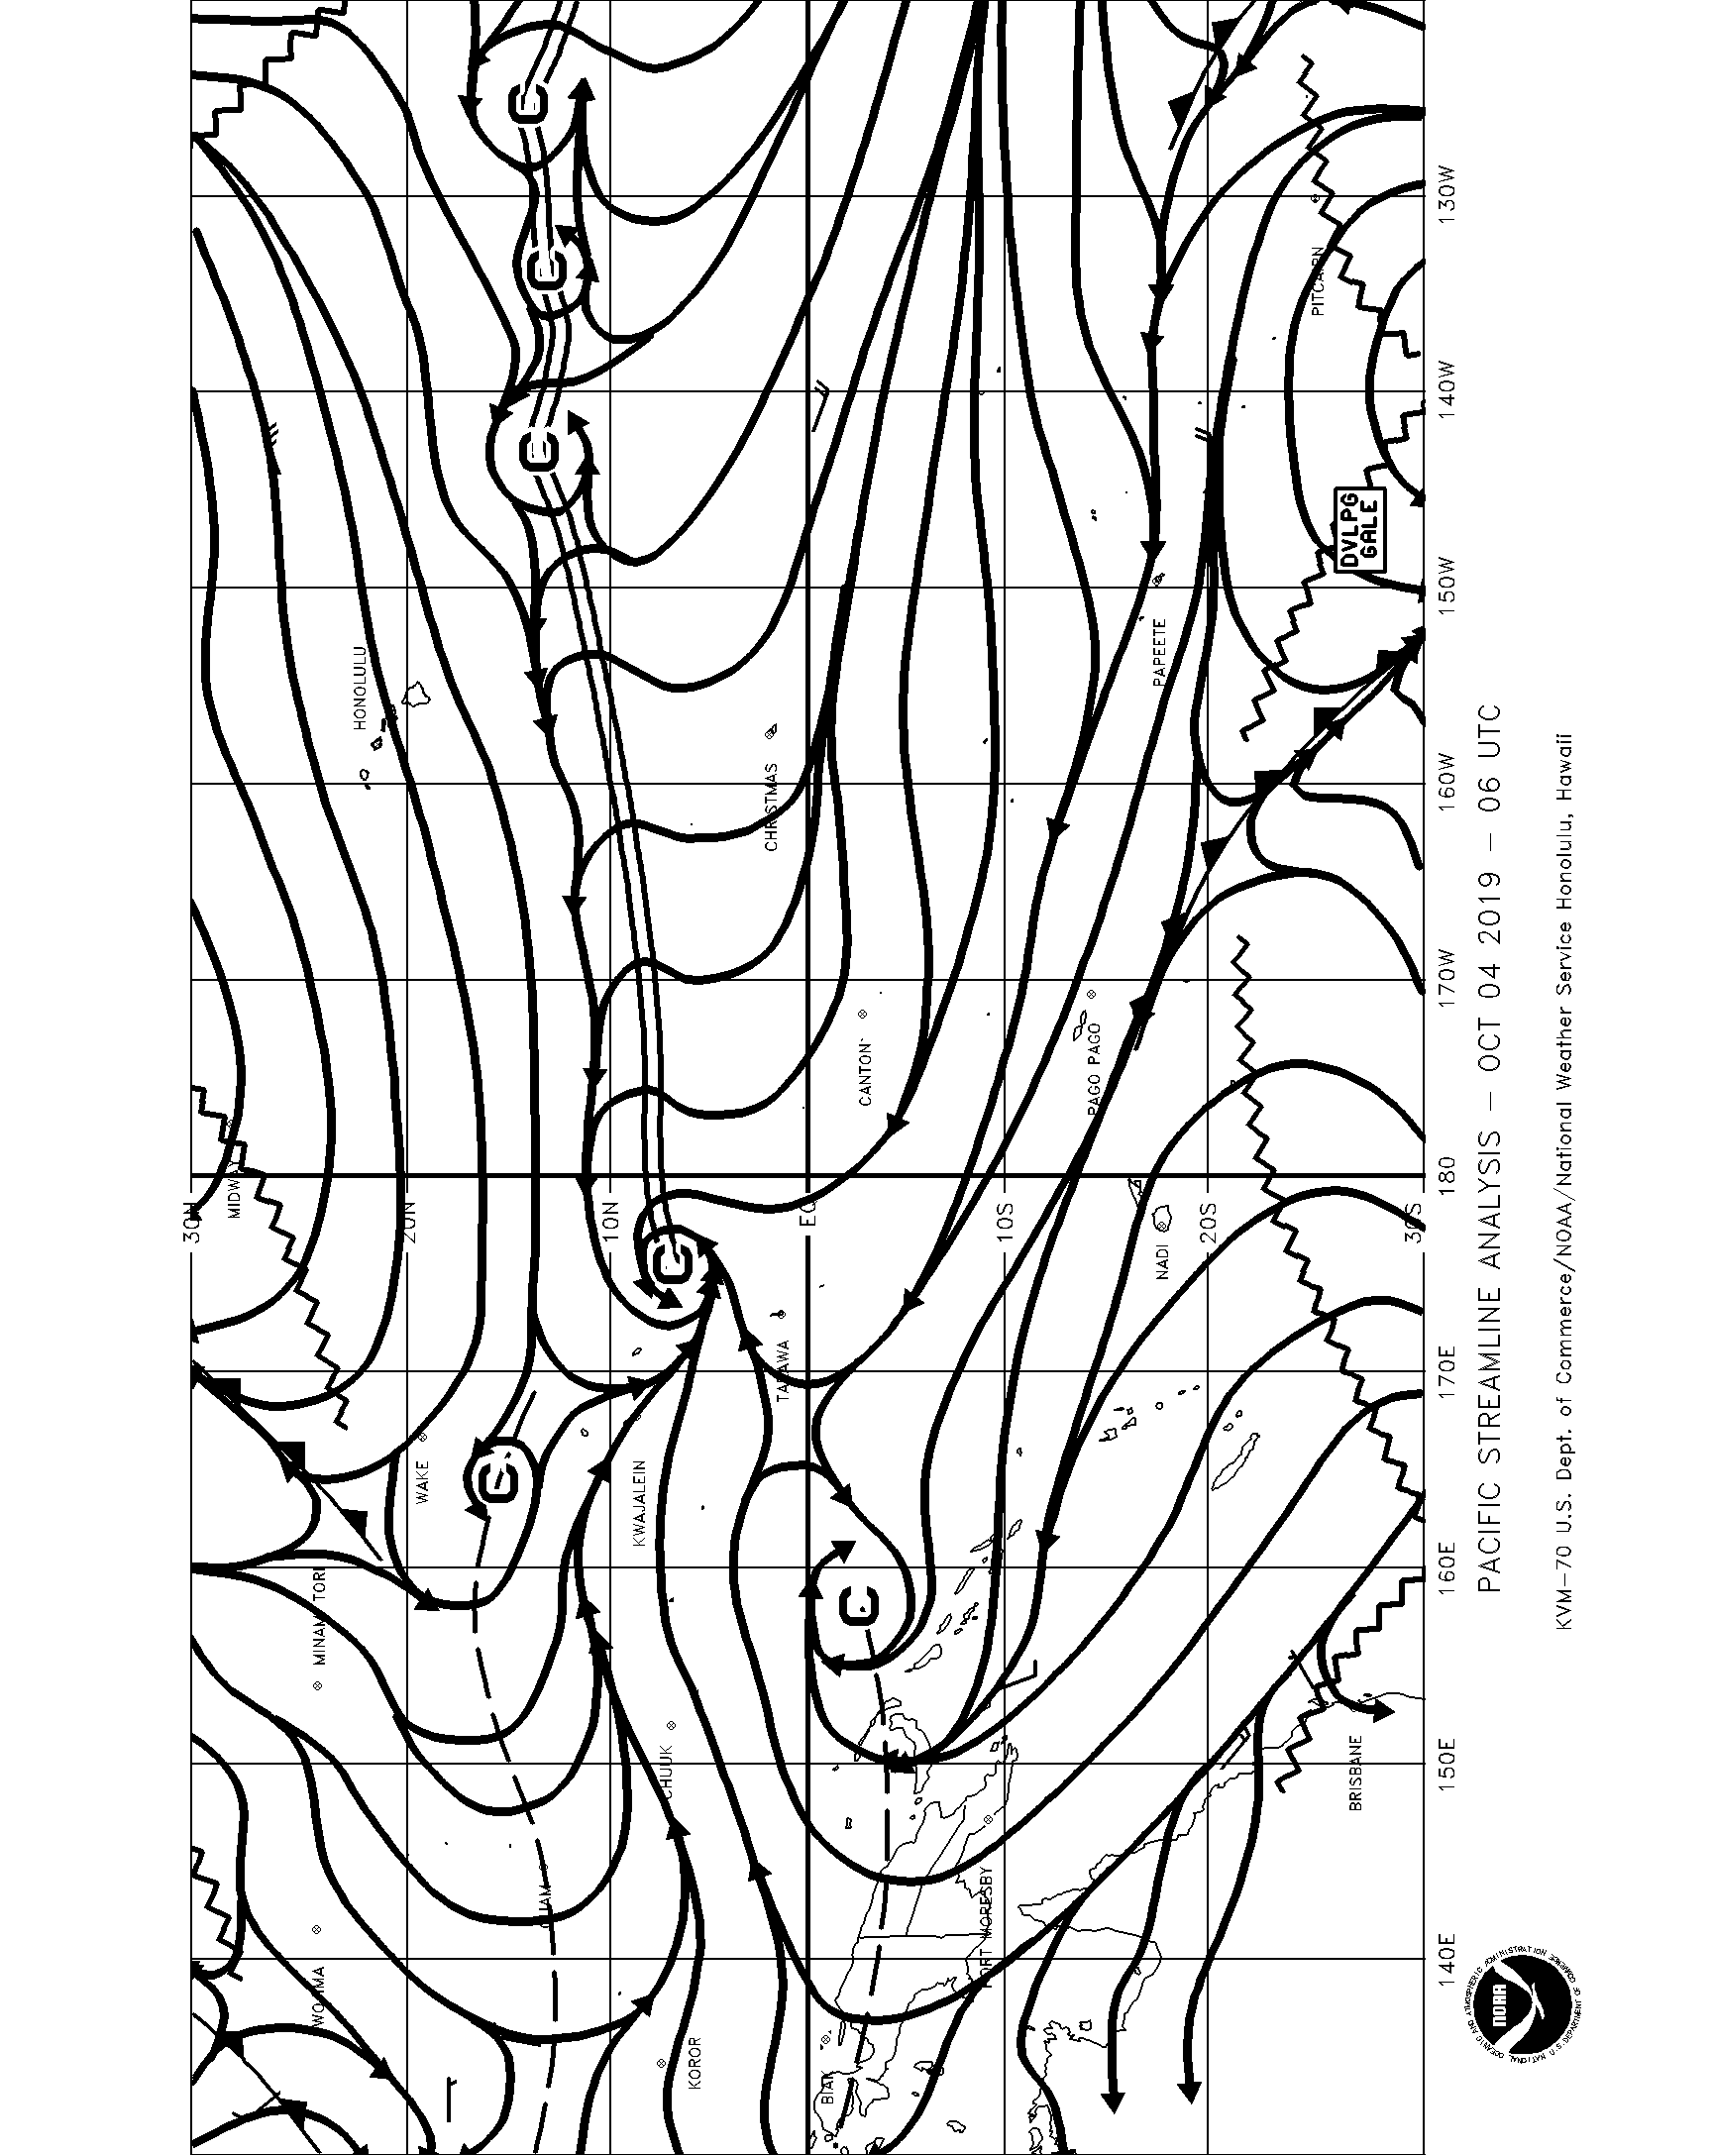 30N
20N
10N
EQ
10S
20S
30S
130W
140W
150W
160W
170W
180
170E
160E
150E
140E
HONOLULU
MIDWAY
WAKE
KWAJALEIN
CHUUK
GUAM
KOROR
BIAK
TARAWA
CHRISTMAS
CANTON
PAGO PAGO
PAPEETE
PITCAIRN
NADI
PORT MORESBY
BRISBANE
C
C
C
C
C
C
DVLPG
GALE
PACIFIC STREAMLINE ANALYSIS – OCT 04 2019 – 06 UTC
KVM–70 U.S. Dept. of Commerce/NOAA/National Weather Service Honolulu, Hawaii
NOAA
NATIONAL OCEANIC AND ATMOSPHERIC ADMINISTRATION
U.S. DEPARTMENT OF COMMERCE